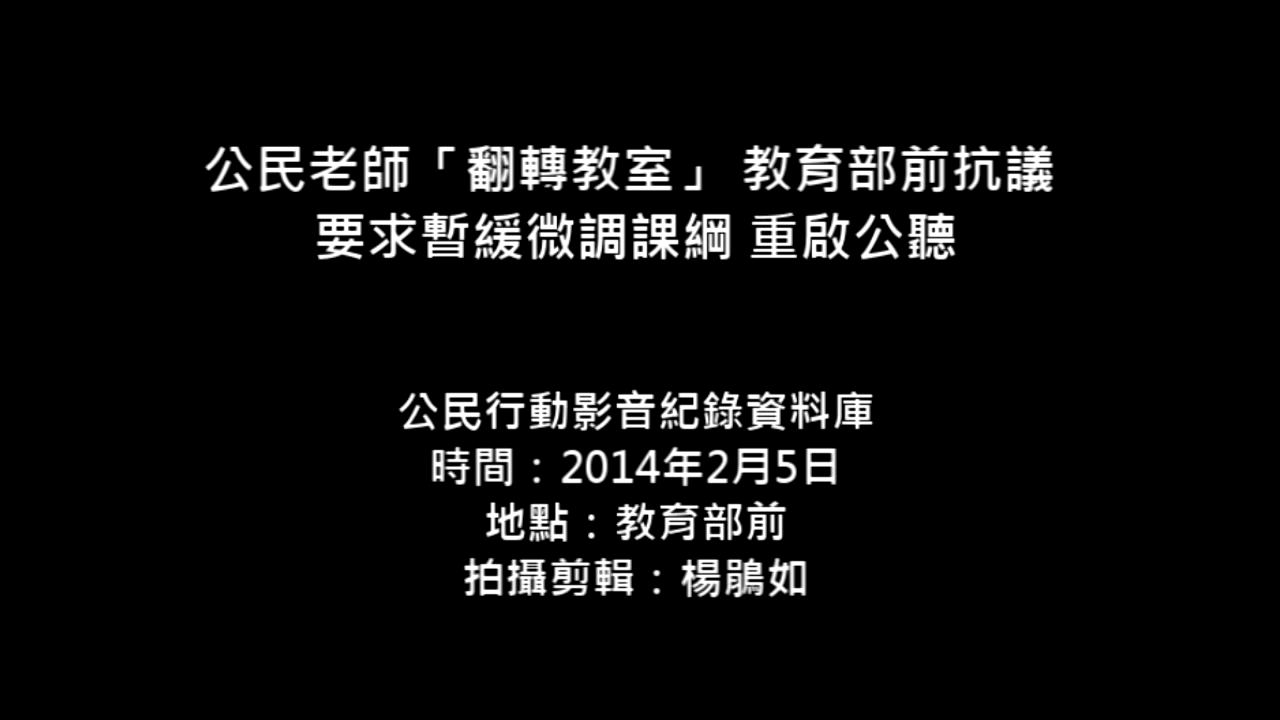 公民老師「翻轉教室」 教育部前抗議
要求暫緩微調課綱 重啟公聽
公民行動影音紀錄資料庫
時間：2014年2月5日
地點：教育部前
拍攝剪輯：楊鵑如